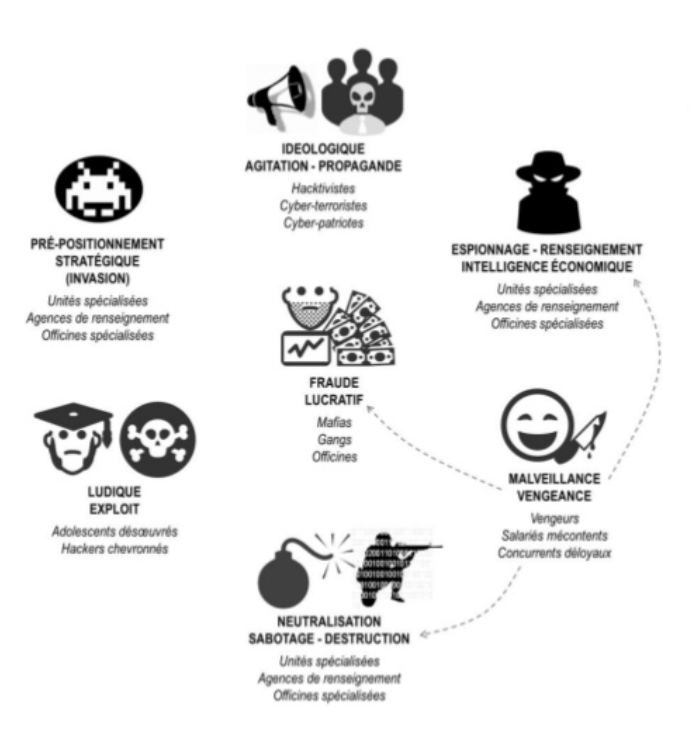 IDEOLOGIQUE
AGITATION - PROPAGANDE
Hacktivistes
Cyber-terroristes
Cyber-patriotes
PRÉ-POSITIONNEMENT
STRATÉGIQUE
(INVASION)
Unités spécialisées
Agences de renseignement
Officines spécialisées
ESPIONNAGE - RENSEIGNEMENT
INTELLIGENCE ÉCONOMIQUE
Unités spécialisées
Agences de renseignement
Officines spécialisées
FRAUDE
LUCRATIF
Mafias
Gangs
Officines
LUDIQUE
EXPLOIT
Adolescents désœuvrés
Hackers chevronnés
MALVEILLANCE
VENGEANCE
Vengeurs
Salariés mécontents
Concurrents déloyaux
NEUTRALISATION
SABOTAGE - DESTRUCTION
Unités spécialisées
Agences de renseignement
Officines spécialisées